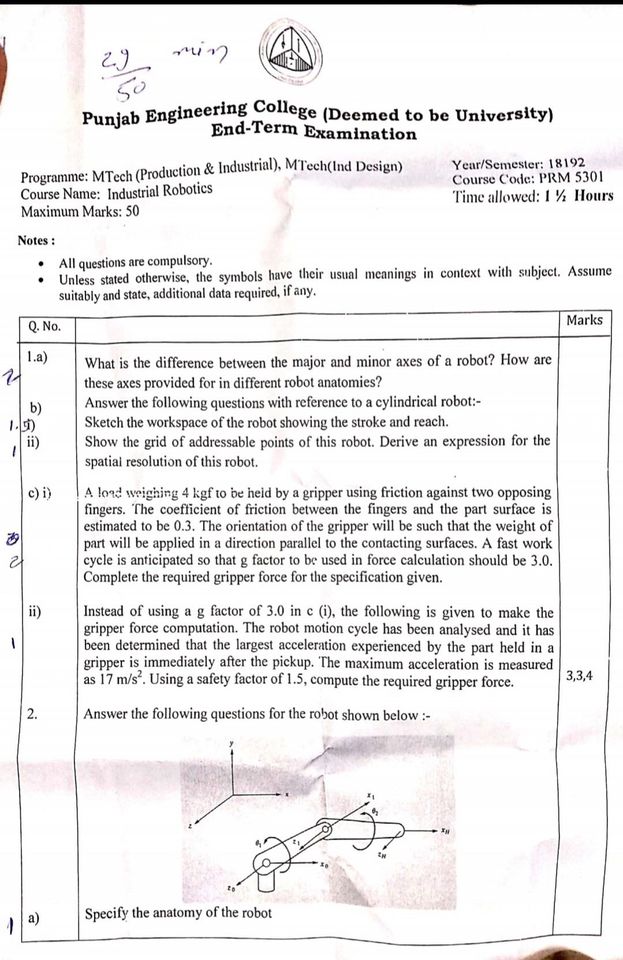 29 min
50
Punjab Engineering College (Deemed to be University)
End-Term Examination
Programme: MTech (Production & Industrial), MTech(Ind Design)
Year/Semester: 18192
Course Name: Industrial Robotics
Course Code: PRM 5301
Maximum Marks: 50
Time allowed: 1 ½ Hours
Notes :
• All questions are compulsory.
• Unless stated otherwise, the symbols have their usual meanings in context with subject. Assume
suitably and state, additional data required, if any.
Q. No.
Marks
1.a) What is the difference between the major and minor axes of a robot? How are
2
these axes provided for in different robot anatomies?
b) Answer the following questions with reference to a cylindrical robot:-
1.5
i) Sketch the workspace of the robot showing the stroke and reach.
1
ii) Show the grid of addressable points of this robot. Derive an expression for the
spatial resolution of this robot.
c) i) A load weighing 4 kgf to be held by a gripper using friction against two opposing
fingers. The coefficient of friction between the fingers and the part surface is
estimated to be 0.3. The orientation of the gripper will be such that the weight of
part will be applied in a direction parallel to the contacting surfaces. A fast work
2
cycle is anticipated so that g factor to be used in force calculation should be 3.0.
Complete the required gripper force for the specification given.
ii) Instead of using a g factor of 3.0 in c (i), the following is given to make the
gripper force computation. The robot motion cycle has been analysed and it has
1
been determined that the largest acceleration experienced by the part held in a
gripper is immediately after the pickup. The maximum acceleration is measured
as 17 m/s². Using a safety factor of 1.5, compute the required gripper force.
3,3,4
2. Answer the following questions for the robot shown below :-
y
x
z
x₁
θ₂
θ₁
z₁
x_H
z_H
x₀
z₀
1
a) Specify the anatomy of the robot